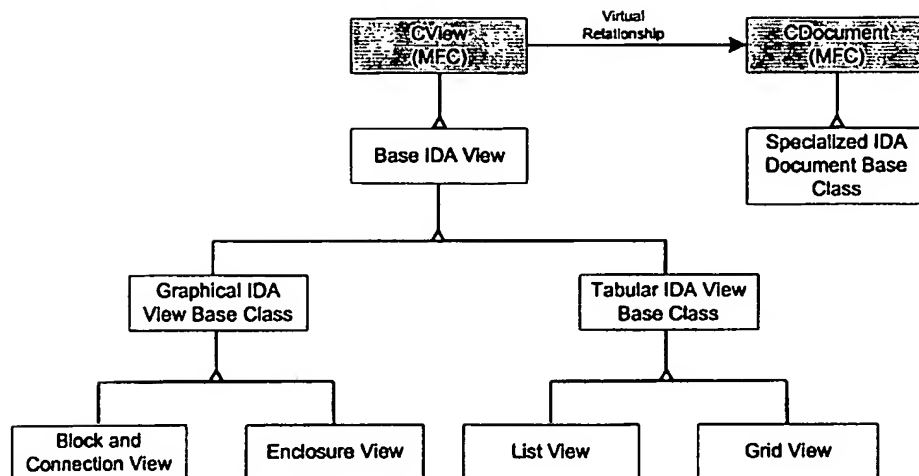 CView
(MFC)
Virtual
Relationship
CDocument
(MFC)
Base IDA View
Specialized IDA
Document Base
Class
Graphical IDA
View Base Class
Tabular IDA View
Base Class
Block and
Connection View
Enclosure View
List View
Grid View